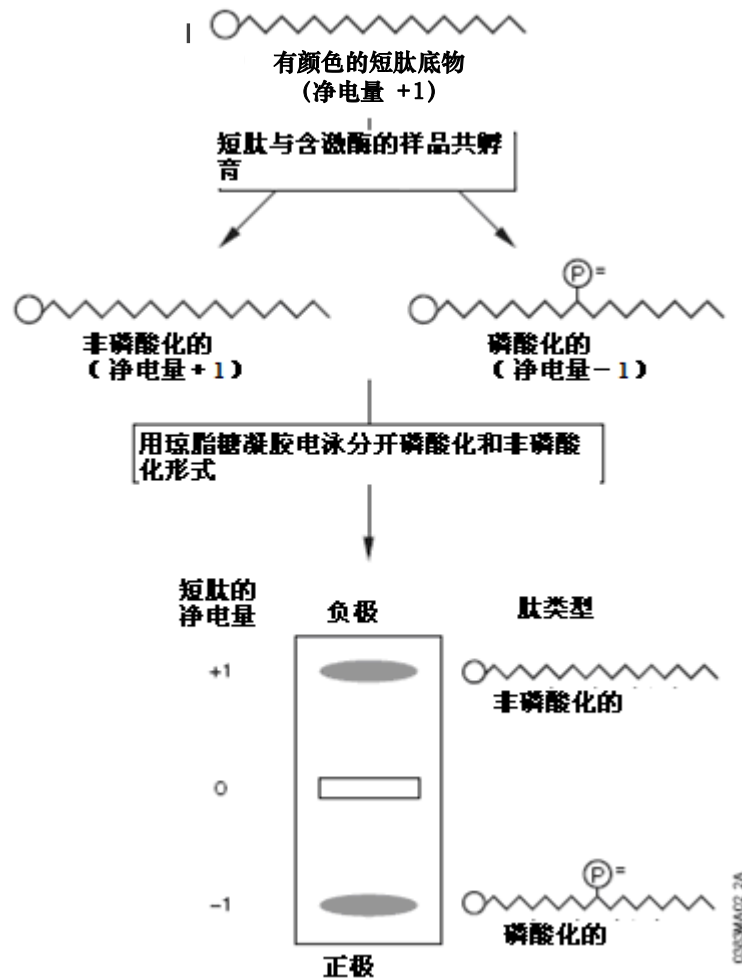 有颜色的短肽底物
(净电量 +1)
短肽与含激酶的样品共孵
育
P=
非磷酸化的
（净电量+1）
磷酸化的
（净电量-1）
用琼脂糖凝胶电泳分开磷酸化和非磷酸
化形式
短肽的
净电量
负极
肽类型
+1
非磷酸化的
0
P=
-1
磷酸化的
正极
0383MA02_2A